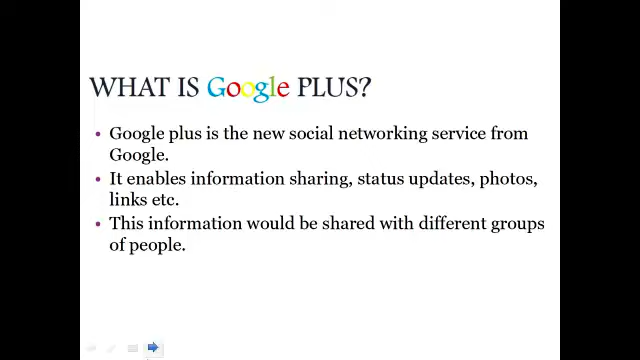 WHAT IS Google PLUS?
• Google plus is the new social networking service from
Google.
• It enables information sharing, status updates, photos,
links etc.
• This information would be shared with different groups
of people.